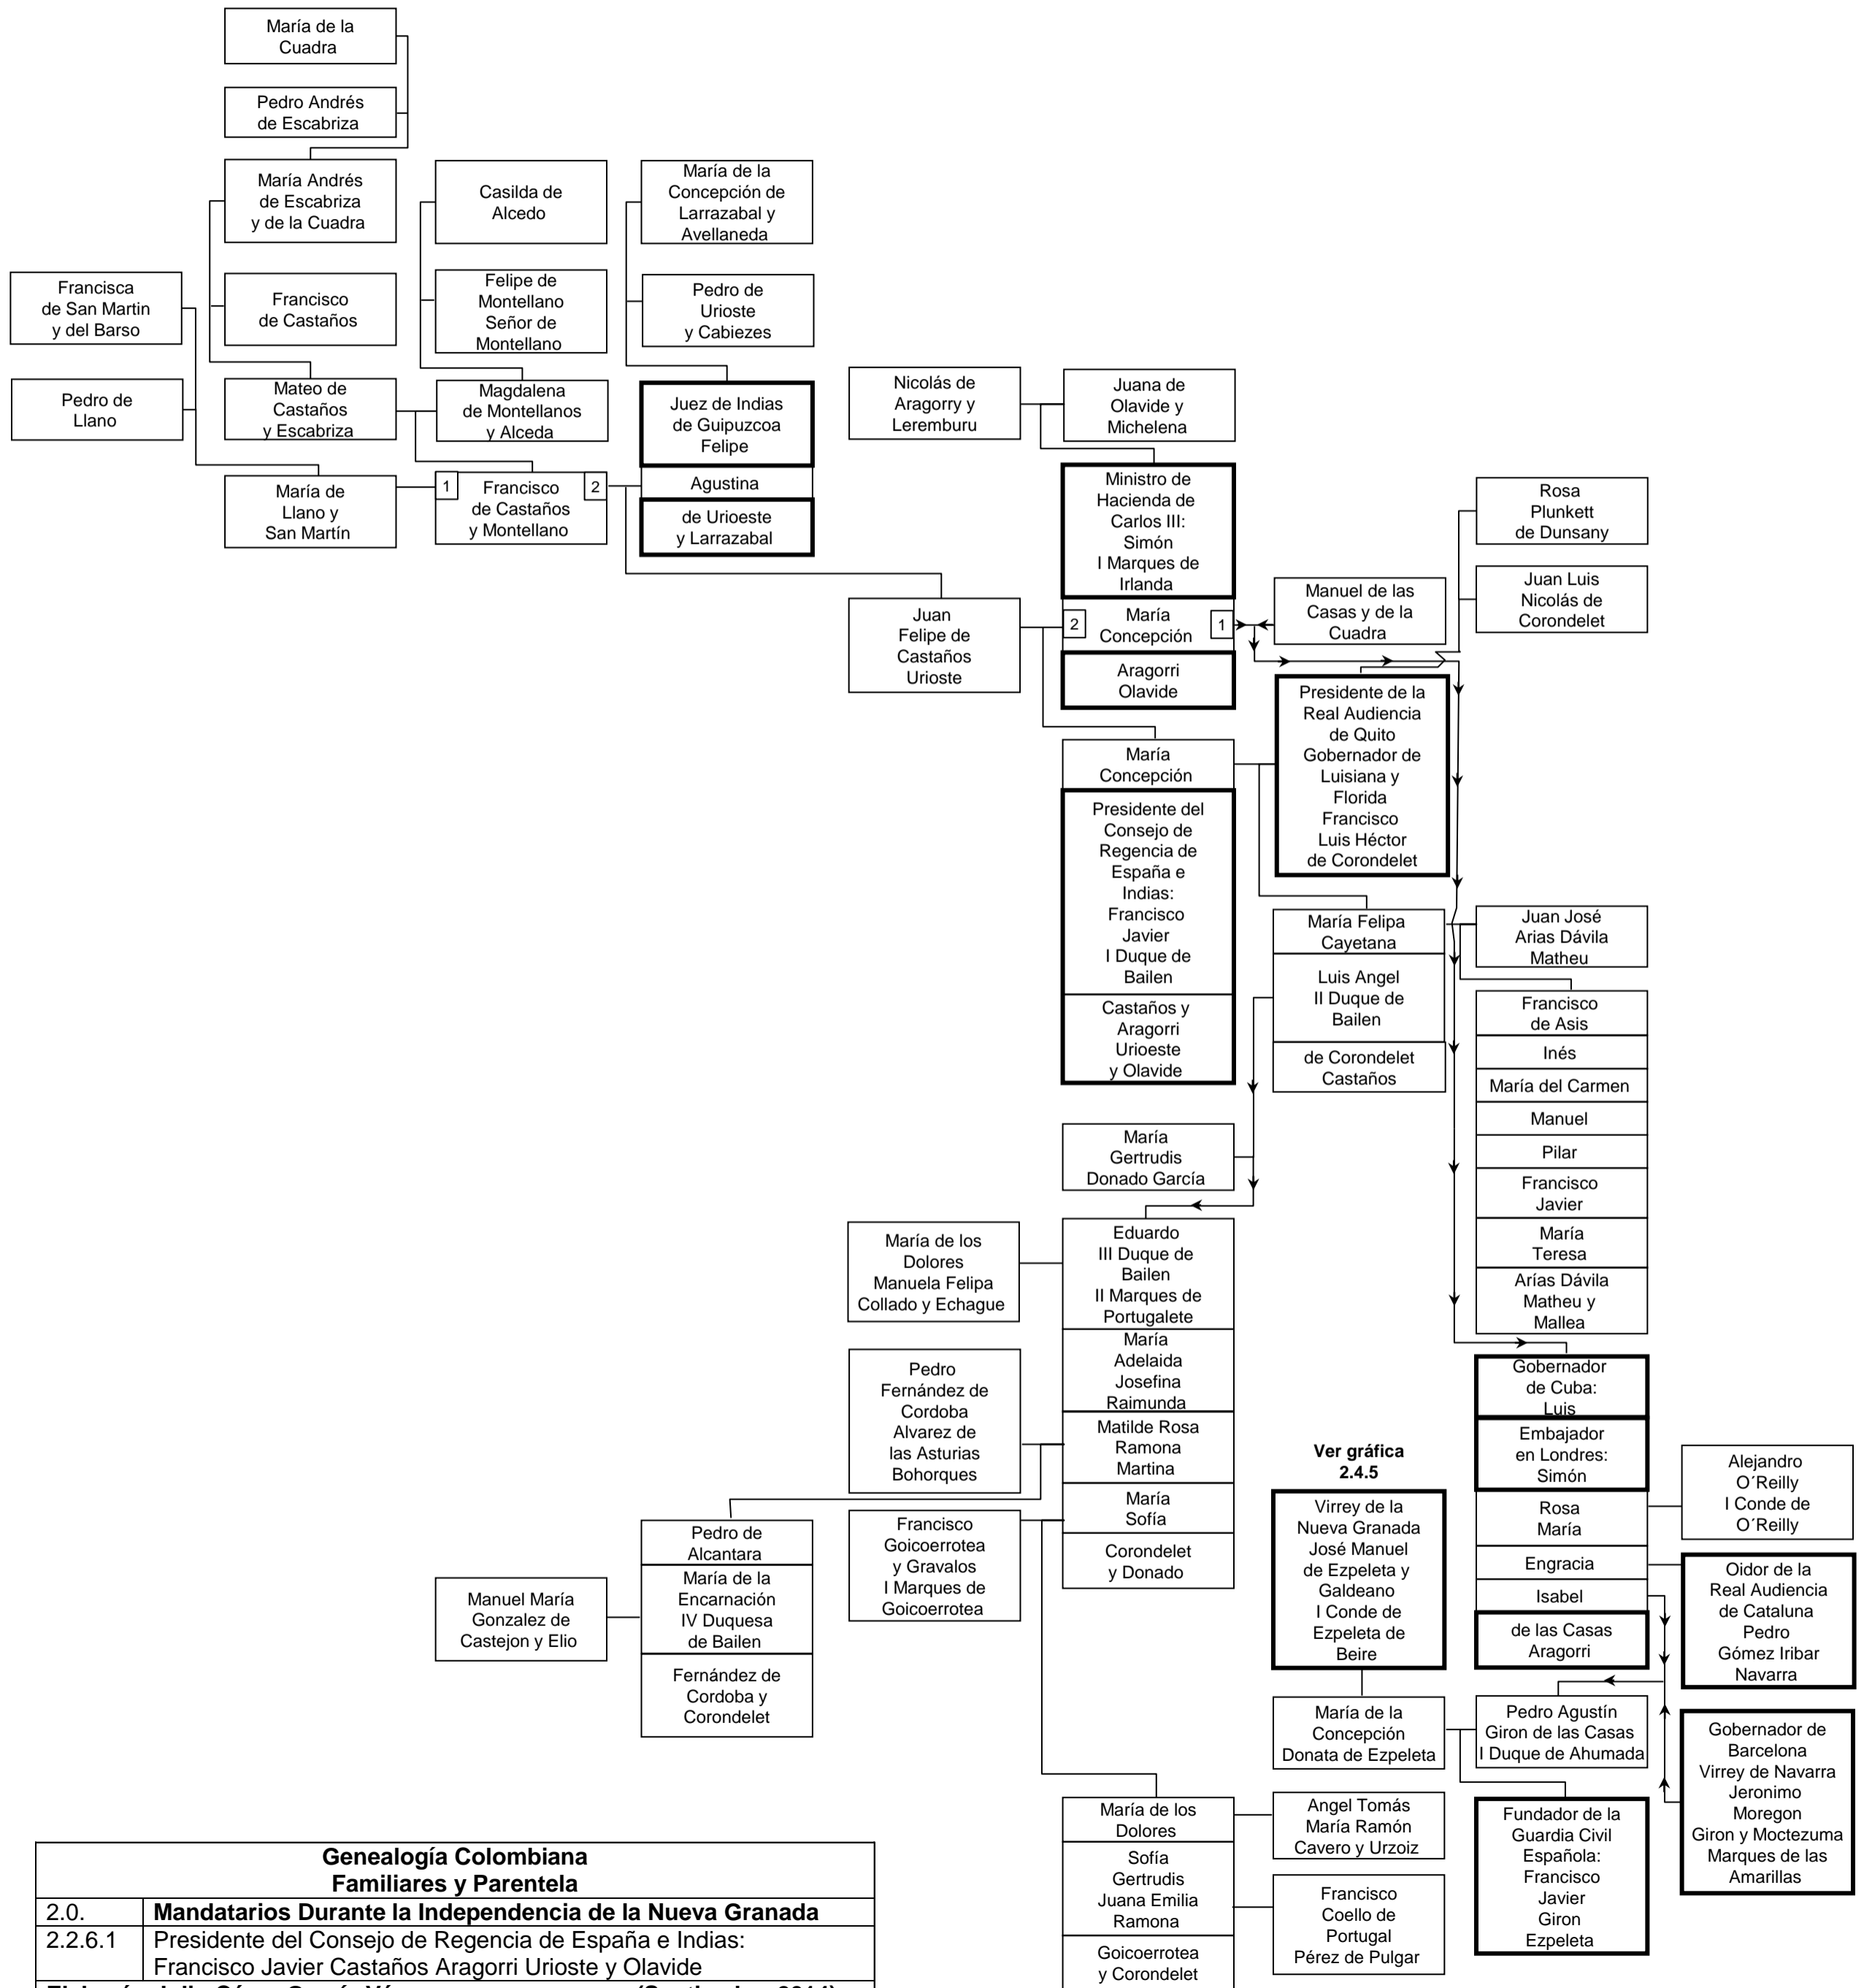 María de la
Cuadra
Pedro Andrés
de Escabriza
María Andrés
de Escabriza
y de la Cuadra
Casilda de
Alcedo
María de la
Concepción de
Larrazabal y
Avellaneda
Francisca
de San Martin
y del Barso
Francisco
de Castaños
Felipe de
Montellano
Señor de
Montellano
Pedro de
Urioste
y Cabiezes
Pedro de
Llano
Mateo de
Castaños
y Escabriza
Magdalena
de Montellanos
y Alceda
Juez de Indias
de Guipuzcoa
Felipe
Agustina
de Urioeste
y Larrazabal
María de
Llano y
San Martín
1
Francisco
de Castaños
y Montellano
2
Nicolás de
Aragorry y
Leremburu
Juana de
Olavide y
Michelena
Ministro de
Hacienda de
Carlos III:
Simón
I Marques de
Irlanda
2
María
Concepción
1
Aragorri
Olavide
Juan
Felipe de
Castaños
Urioste
Manuel de las
Casas y de la
Cuadra
Rosa
Plunkett
de Dunsany
Juan Luis
Nicolás de
Corondelet
María
Concepción
Presidente del
Consejo de
Regencia de
España e
Indias:
Francisco
Javier
I Duque de
Bailen
Castaños y
Aragorri
Urioeste
y Olavide
Presidente de la
Real Audiencia
de Quito
Gobernador de
Luisiana y
Florida
Francisco
Luis Héctor
de Corondelet
María Felipa
Cayetana
Luis Angel
II Duque de
Bailen
de Corondelet
Castaños
Juan José
Arias Dávila
Matheu
Francisco
de Asis
Inés
María del Carmen
Manuel
Pilar
Francisco
Javier
María
Teresa
Arías Dávila
Matheu y
Mallea
María
Gertrudis
Donado García
María de los
Dolores
Manuela Felipa
Collado y Echague
Eduardo
III Duque de
Bailen
II Marques de
Portugalete
María
Adelaida
Josefina
Raimunda
Matilde Rosa
Ramona
Martina
María
Sofía
Corondelet
y Donado
Pedro
Fernández de
Cordoba
Alvarez de
las Asturias
Bohorques
Francisco
Goicoerrotea
y Gravalos
I Marques de
Goicoerrotea
Pedro de
Alcantara
María de la
Encarnación
IV Duquesa
de Bailen
Fernández de
Cordoba y
Corondelet
Manuel María
Gonzalez de
Castejon y Elio
Ver gráfica
2.4.5
Virrey de la
Nueva Granada
José Manuel
de Ezpeleta y
Galdeano
I Conde de
Ezpeleta de
Beire
Gobernador
de Cuba:
Luis
Embajador
en Londres:
Simón
Rosa
María
Engracia
Isabel
de las Casas
Aragorri
Alejandro
O´Reilly
I Conde de
O´Reilly
Oidor de la
Real Audiencia
de Cataluna
Pedro
Gómez Iribar
Navarra
María de la
Concepción
Donata de Ezpeleta
Pedro Agustín
Giron de las Casas
I Duque de Ahumada
Gobernador de
Barcelona
Virrey de Navarra
Jeronimo
Moregon
Giron y Moctezuma
Marques de las
Amarillas
Fundador de la
Guardia Civil
Española:
Francisco
Javier
Giron
Ezpeleta
María de los
Dolores
Sofía
Gertrudis
Juana Emilia
Ramona
Goicoerrotea
y Corondelet
Angel Tomás
María Ramón
Cavero y Urzoiz
Francisco
Coello de
Portugal
Pérez de Pulgar
Genealogía Colombiana
Familiares y Parentela
2.0. Mandatarios Durante la Independencia de la Nueva Granada
2.2.6.1 Presidente del Consejo de Regencia de España e Indias:
Francisco Javier Castaños Aragorri Urioste y Olavide